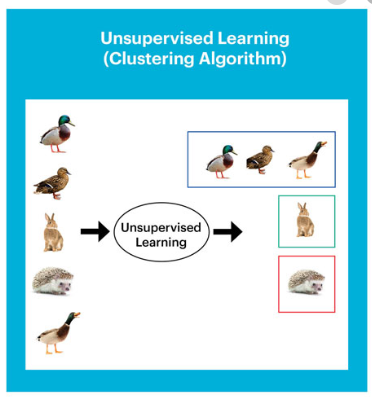 Unsupervised Learning
(Clustering Algorithm)
Unsupervised
Learning